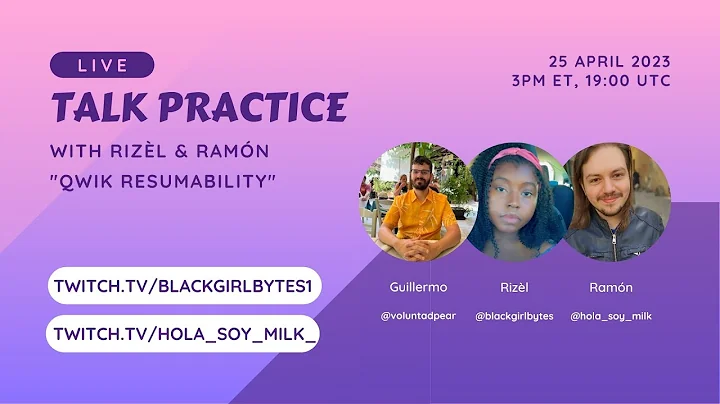 LIVE
TALK PRACTICE
WITH RIZÈL & RAMÓN
"QWIK RESUMABILITY"
25 APRIL 2023
3PM ET, 19:00 UTC
TWITCH.TV/BLACKGIRLBYTES1
TWITCH.TV/HOLA_SOY_MILK_
Guillermo
Rizèl
Ramón
@voluntadpear
@blackgirlbytes
@hola_soy_milk